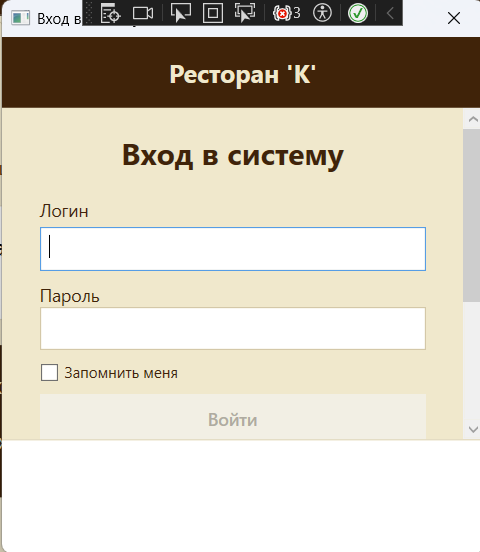 Вход в
3
Ресторан 'К'
Вход в систему
Логин
Пароль
Запомнить меня
Войти